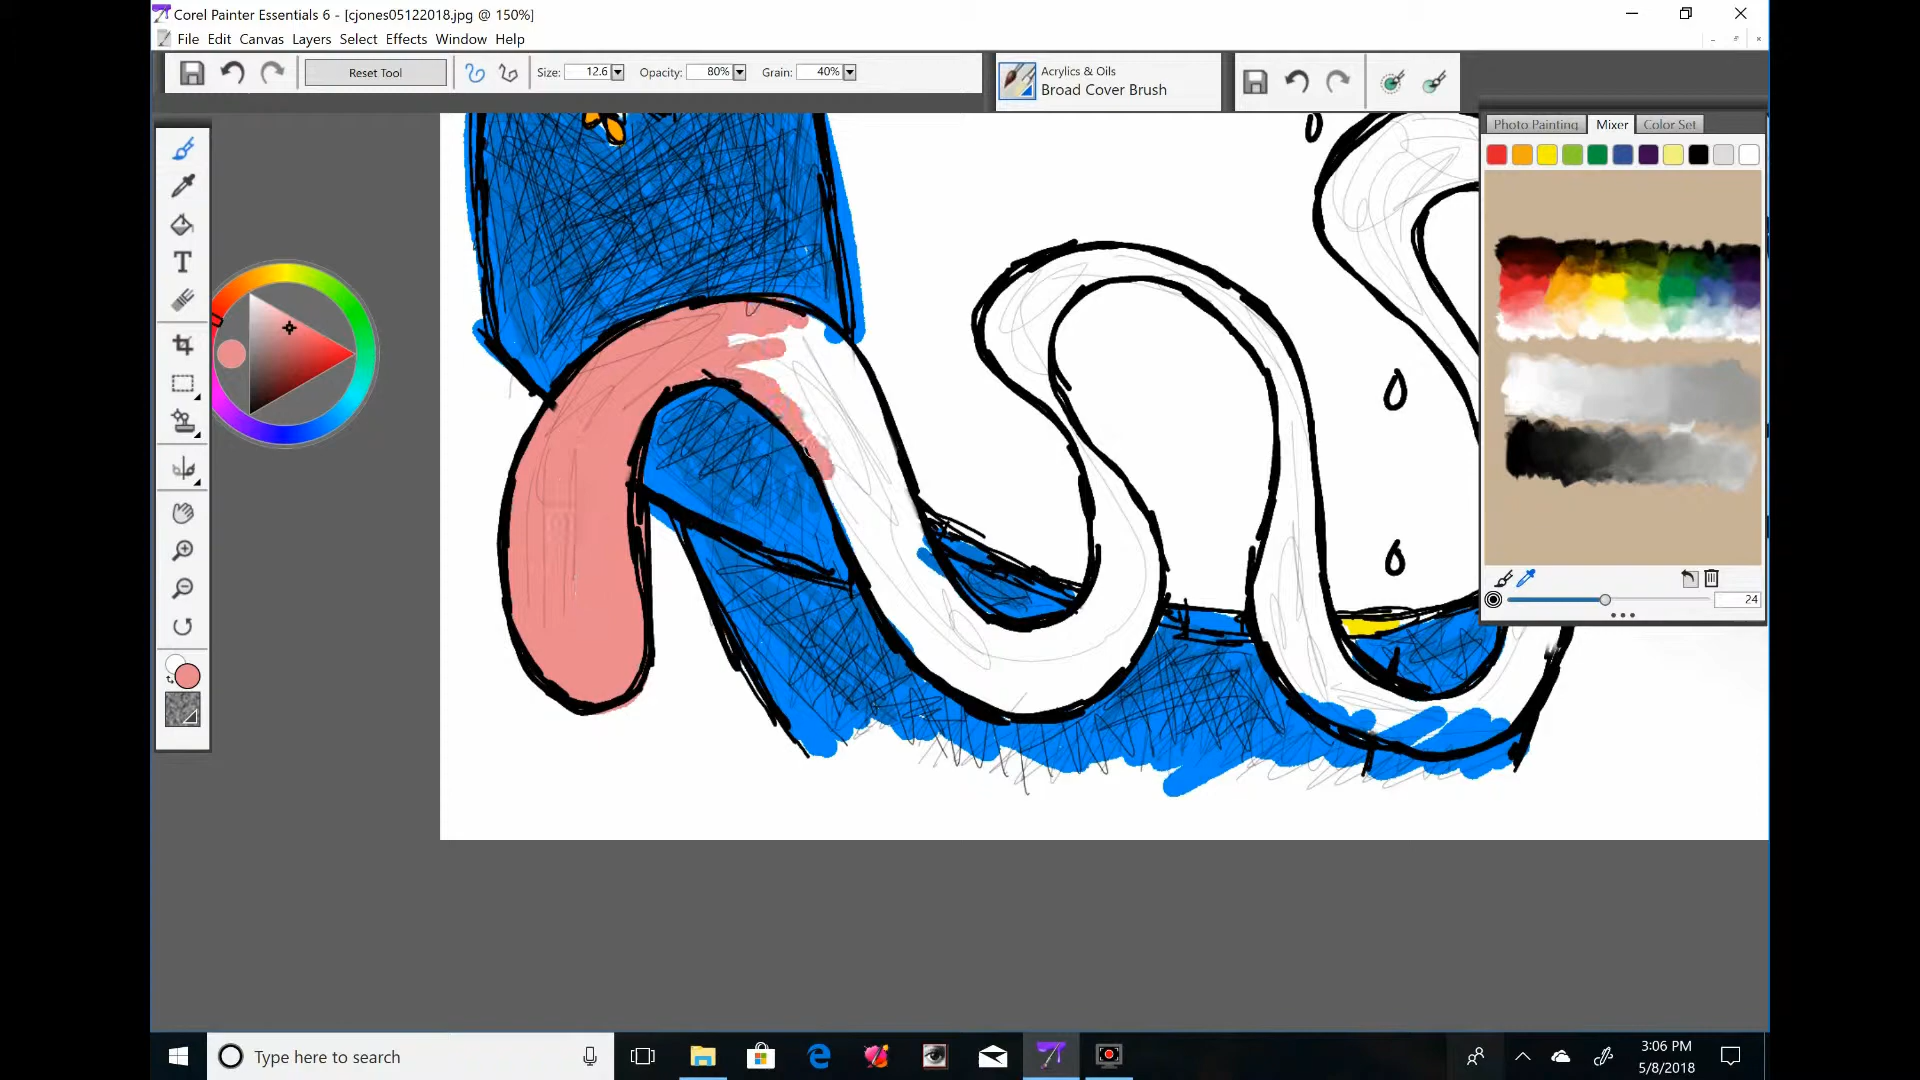 Corel Painter Essentials 6 - [cjones05122018.jpg @ 150%]
File Edit Canvas Layers Select Effects Window Help
Reset Tool
Size: 12.6
Opacity: 80%
Grain: 40%
Acrylics & Oils
Broad Cover Brush
Photo Painting Mixer Color Set
T
24
Type here to search
3:06 PM
5/8/2018